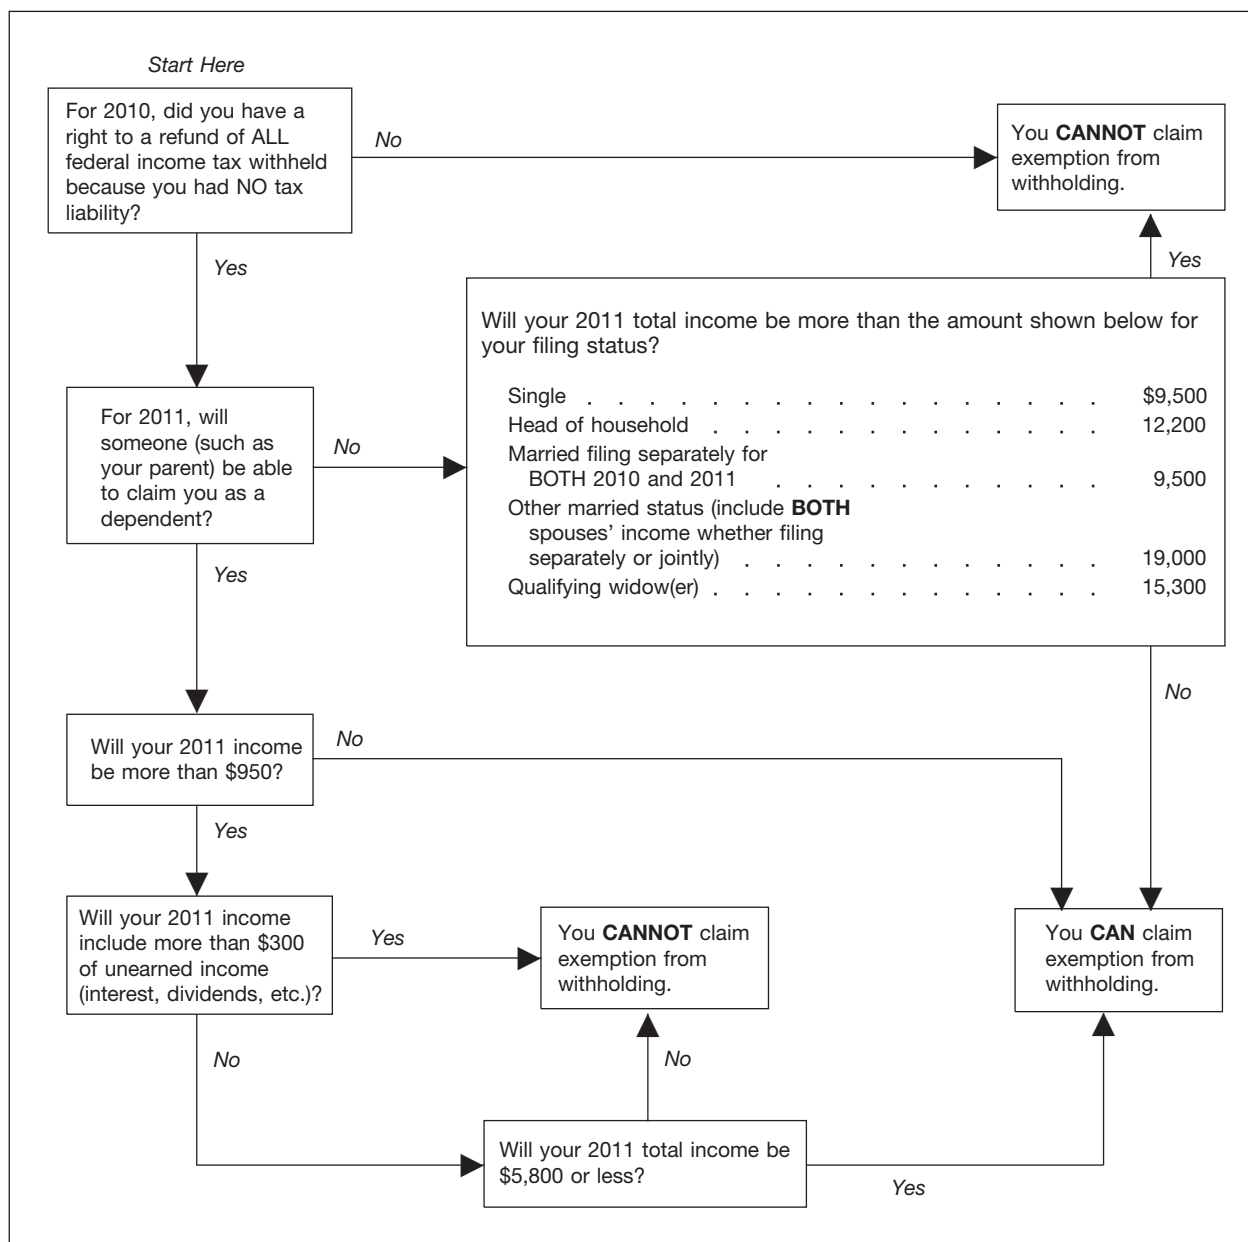 Start Here
For 2010, did you have a
right to a refund of ALL
federal income tax withheld
because you had NO tax
liability?
No
You CANNOT claim
exemption from
withholding.
Yes
Yes
Will your 2011 total income be more than the amount shown below for
your filing status?
Single . . . . . . . . . . . . . . . . . $9,500
Head of household . . . . . . . . . . . . . 12,200
Married filing separately for
BOTH 2010 and 2011 . . . . . . . . . . . 9,500
Other married status (include BOTH
spouses’ income whether filing
separately or jointly) . . . . . . . . . . . . 19,000
Qualifying widow(er) . . . . . . . . . . . . . 15,300
For 2011, will
someone (such as
your parent) be able
to claim you as a
dependent?
No
Yes
No
Will your 2011 income
be more than $950?
No
Yes
Will your 2011 income
include more than $300
of unearned income
(interest, dividends, etc.)?
Yes
You CANNOT claim
exemption from
withholding.
You CAN claim
exemption from
withholding.
No
No
Will your 2011 total income be
$5,800 or less?
Yes